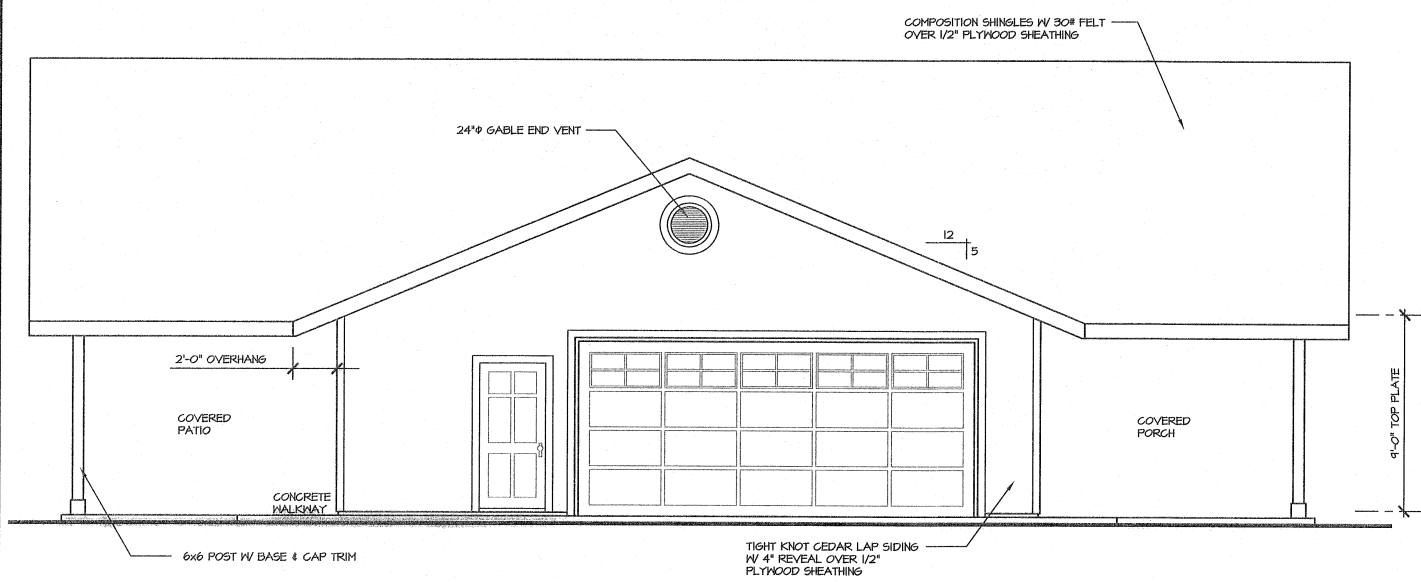 COMPOSITION SHINGLES W/ 30# FELT
OVER 1/2" PLYWOOD SHEATHING
24"Φ GABLE END VENT
12
5
2'-0" OVERHANG
9'-0" TOP PLATE
COVERED
PATIO
COVERED
PORCH
CONCRETE
WALKWAY
6x6 POST W/ BASE & CAP TRIM
TIGHT KNOT CEDAR LAP SIDING
W/ 4" REVEAL OVER 1/2"
PLYWOOD SHEATHING